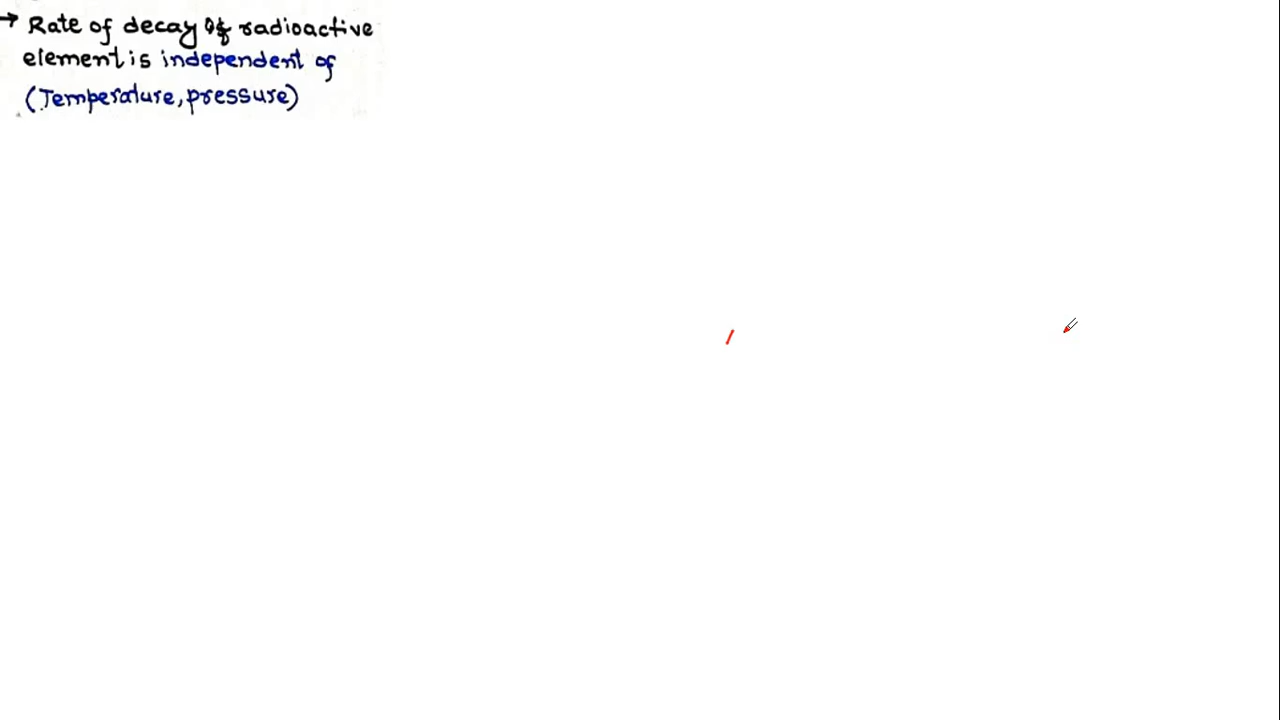 → Rate of decay of radioactive
element is independent of
(Temperature, pressure)